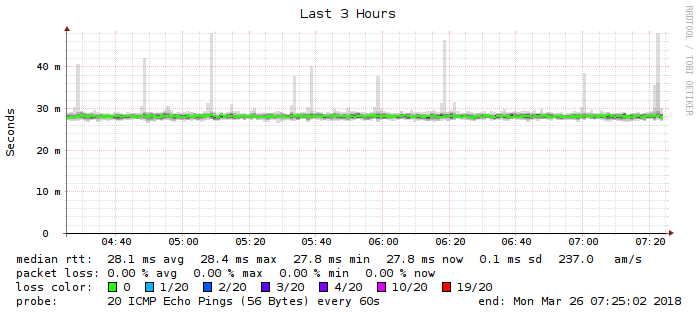 Last 3 Hours
RRDTOOL / TOBI OETIKER
Seconds
40 m
30 m
20 m
10 m
0
04:40 05:00 05:20 05:40 06:00 06:20 06:40 07:00 07:20
median rtt: 28.1 ms avg 28.4 ms max 27.8 ms min 27.8 ms now 0.1 ms sd 237.0 am/s
packet loss: 0.00 % avg 0.00 % max 0.00 % min 0.00 % now
loss color: 0 1/20 2/20 3/20 4/20 10/20 19/20
probe: 20 ICMP Echo Pings (56 Bytes) every 60s end: Mon Mar 26 07:25:02 2018